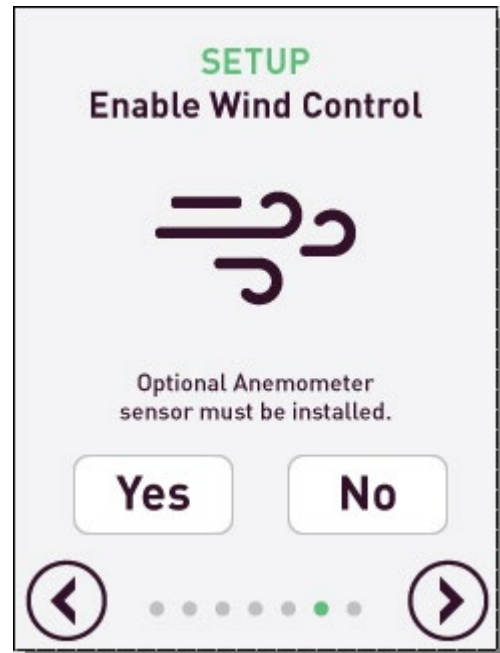 SETUP
Enable Wind Control
Optional Anemometer
sensor must be installed.
Yes No